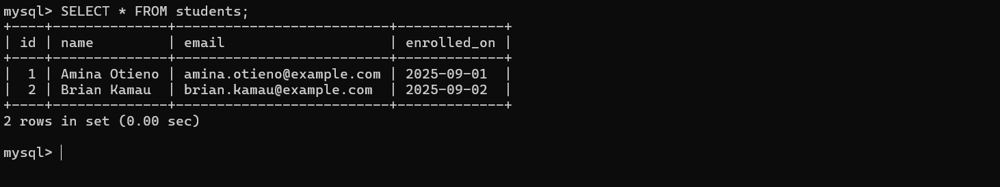 mysql> SELECT * FROM students;
+----+--------------+--------------------------+-------------+
| id | name         | email                    | enrolled_on |
+----+--------------+--------------------------+-------------+
|  1 | Amina Otieno | amina.otieno@example.com | 2025-09-01  |
|  2 | Brian Kamau  | brian.kamau@example.com  | 2025-09-02  |
+----+--------------+--------------------------+-------------+
2 rows in set (0.00 sec)

mysql>